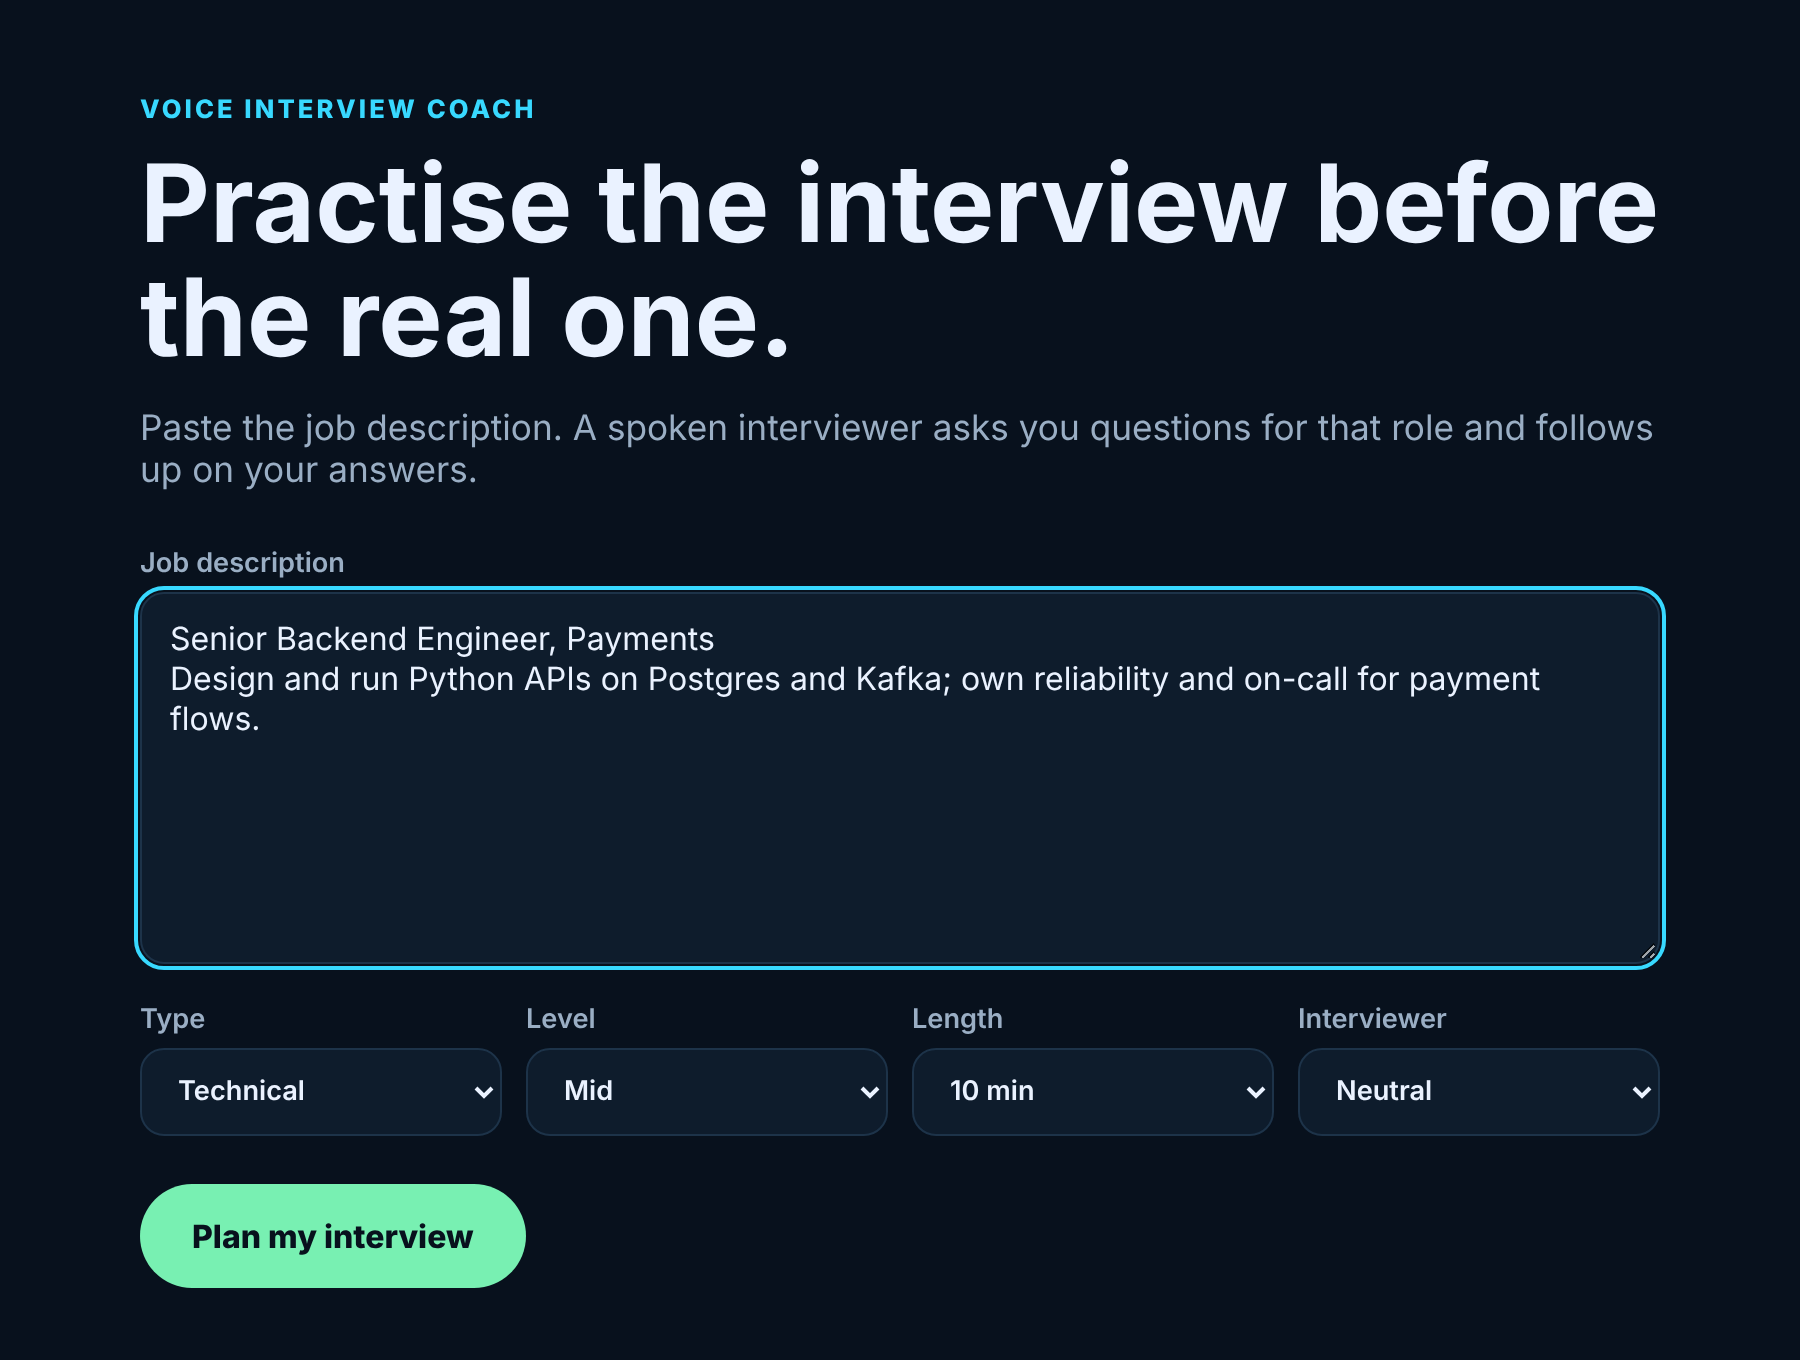 VOICE INTERVIEW COACH
Practise the interview before
the real one.
Paste the job description. A spoken interviewer asks you questions for that role and follows
up on your answers.
Job description
Senior Backend Engineer, Payments
Design and run Python APIs on Postgres and Kafka; own reliability and on-call for payment
flows.
Type
Level
Length
Interviewer
Technical
Mid
10 min
Neutral
Plan my interview